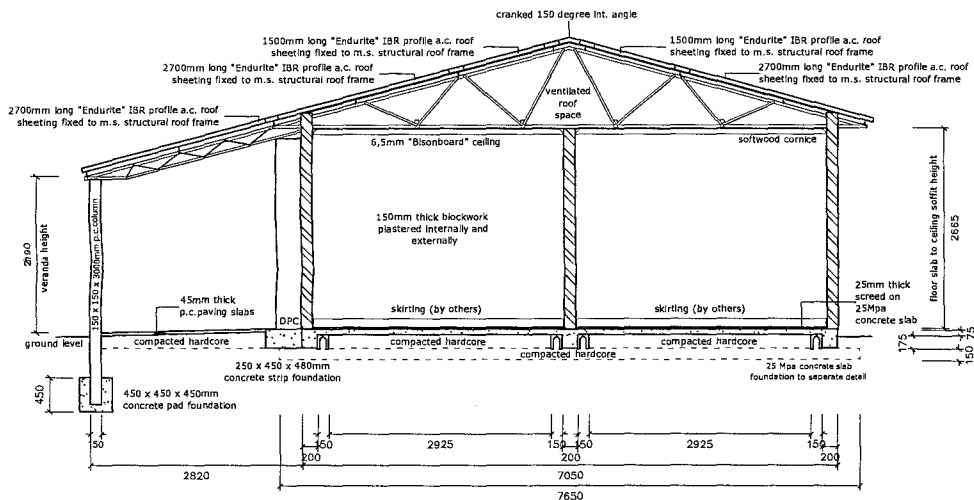 cranked 150 degree int. angle
1500mm long "Endurite" IBR profile a.c. roof
sheeting fixed to m.s. structural roof frame
1500mm long "Endurite" IBR profile a.c. roof
sheeting fixed to m.s. structural roof frame
2700mm long "Endurite" IBR profile a.c. roof
sheeting fixed to m.s. structural roof frame
2700mm long "Endurite" IBR profile a.c. roof
sheeting fixed to m.s. structural roof frame
2700mm long "Endurite" IBR profile a.c. roof
sheeting fixed to m.s. structural roof frame
ventilated
roof
space
6,5mm "Bisonboard" ceiling
softwood cornice
veranda height
150 x 150 x 3000mm p.c.column
150mm thick blockwork
plastered internally and
externally
floor slab to ceiling soffit height
2665
45mm thick
p.c.paving slabs
DPC
skirting (by others)
skirting (by others)
25mm thick
screed on
25Mpa
concrete slab
ground level
compacted hardcore
compacted hardcore
compacted hardcore
compacted hardcore
175
75
150
250 x 450 x 480mm
concrete strip foundation
25 Mpa concrete slab
foundation to separate detail
450
450 x 450 x 450mm
concrete pad foundation
50
150
2925
150
150
2925
150
200
200
200
2820
7050
7650